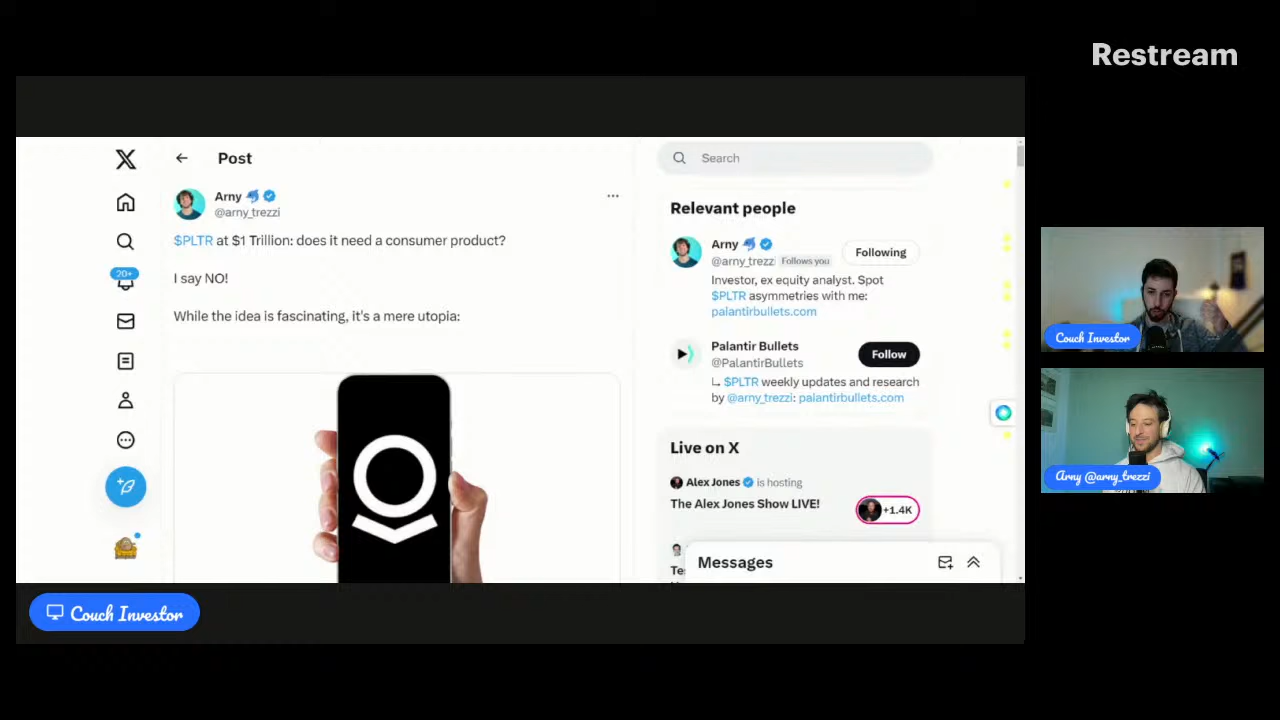 Restream
Post
Search
Arny
@arny_trezzi
$PLTR at $1 Trillion: does it need a consumer product?
I say NO!
While the idea is fascinating, it's a mere utopia:
20+
Relevant people
Arny
@arny_trezzi Follows you
Following
Investor, ex equity analyst. Spot
$PLTR asymmetries with me:
palantirbullets.com
Palantir Bullets
@PalantirBullets
Follow
↳ $PLTR weekly updates and research
by @arny_trezzi: palantirbullets.com
Live on X
Alex Jones is hosting
The Alex Jones Show LIVE!
+1.4K
Messages
Couch Investor
Arny @arny_trezzi
Couch Investor